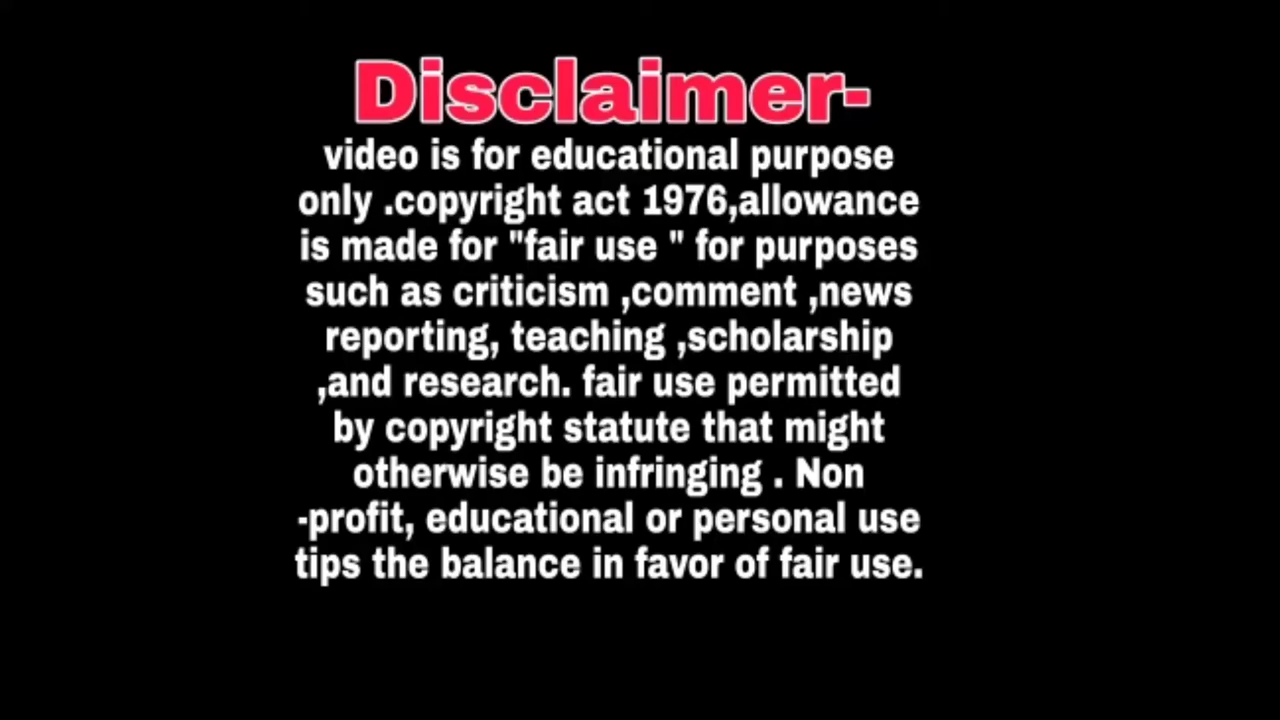 Disclaimer-
video is for educational purpose
only .copyright act 1976,allowance
is made for "fair use " for purposes
such as criticism ,comment ,news
reporting, teaching ,scholarship
,and research. fair use permitted
by copyright statute that might
otherwise be infringing . Non
-profit, educational or personal use
tips the balance in favor of fair use.